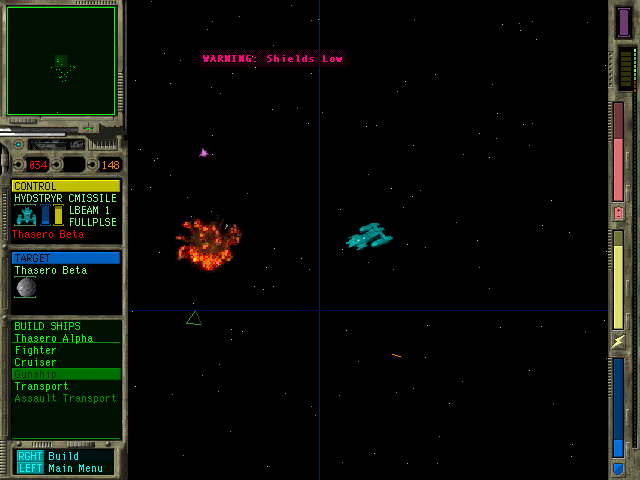 WARNING: Shields Low
034 148
CONTROL
HVDSTRYR CMISSILE
LBEAM 1
FULLPLSE
Thasero Beta
TARGET
Thasero Beta
BUILD SHIPS
Thasero Alpha
Fighter
Cruiser
Gunship
Transport
Assault Transport
RGHT Build
LEFT Main Menu